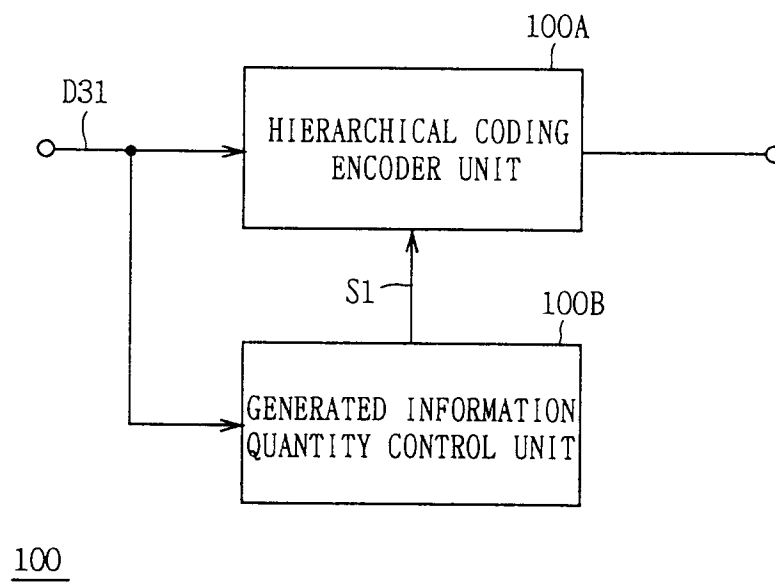 100A
D31
HIERARCHICAL CODING
ENCODER UNIT
S1
100B
GENERATED INFORMATION
QUANTITY CONTROL UNIT
100